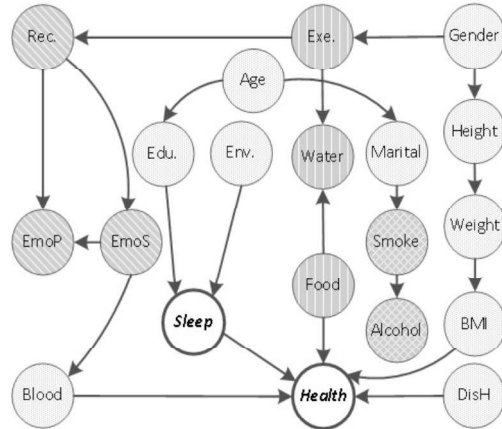 Rec.
Exe.
Gender
Age
Edu.
Env.
Water
Marital
Height
EmoP
EmoS
Smoke
Weight
Food
Sleep
Alcohol
BMI
Blood
Health
DisH